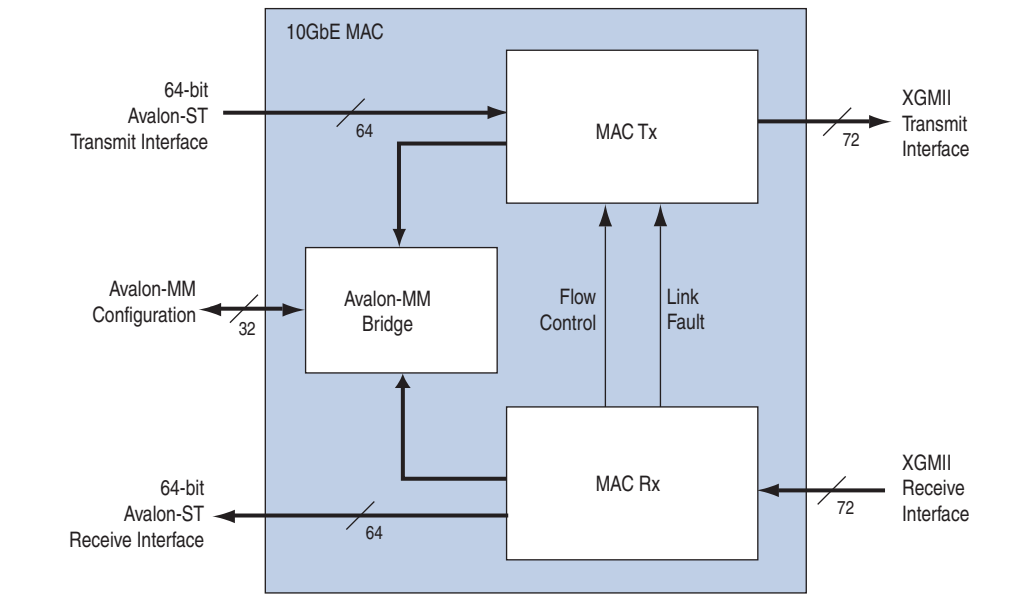 10GbE MAC
64-bit
Avalon-ST
Transmit Interface
64
MAC Tx
72
XGMII
Transmit
Interface
Avalon-MM
Configuration
32
Avalon-MM
Bridge
Flow
Control
Link
Fault
64-bit
Avalon-ST
Receive Interface
64
MAC Rx
72
XGMII
Receive
Interface